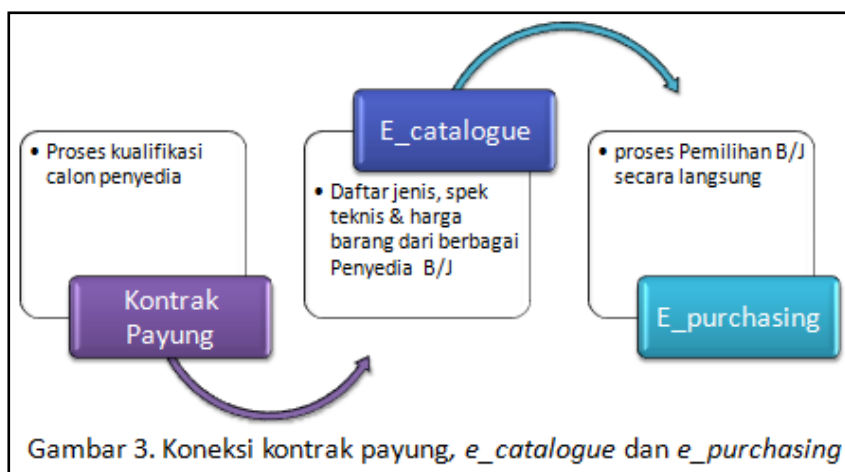 • Proses kualifikasi
calon penyedia
Kontrak
Payung
E_catalogue
• Daftar jenis, spek
teknis & harga
barang dari berbagai
Penyedia B/J
• proses Pemilihan B/J
secara langsung
E_purchasing
Gambar 3. Koneksi kontrak payung, e_catalogue dan e_purchasing